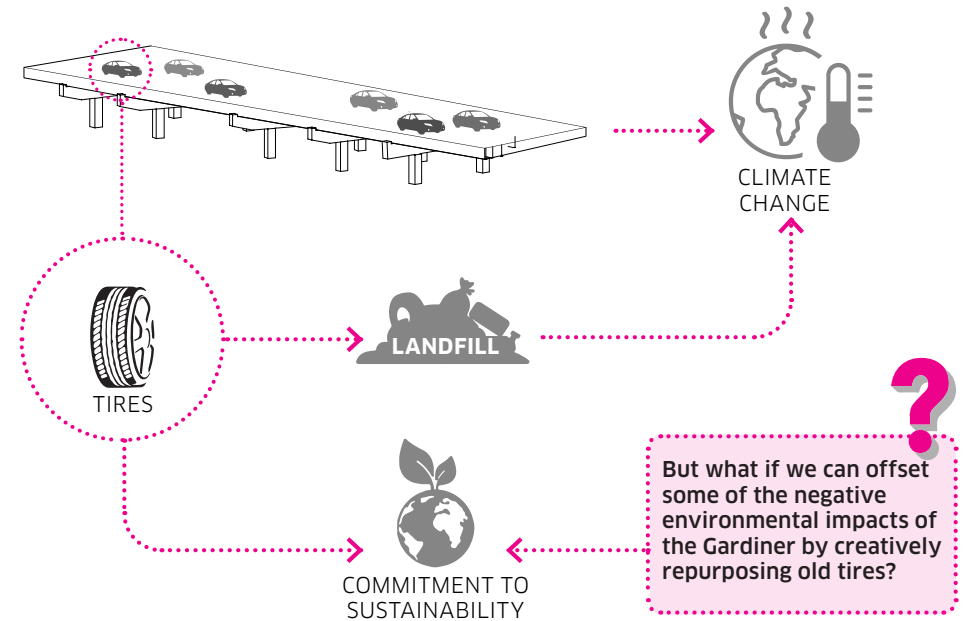 CLIMATE
CHANGE
LANDFILL
TIRES
?
But what if we can offset
some of the negative
environmental impacts of
the Gardiner by creatively
repurposing old tires?
COMMITMENT TO
SUSTAINABILITY